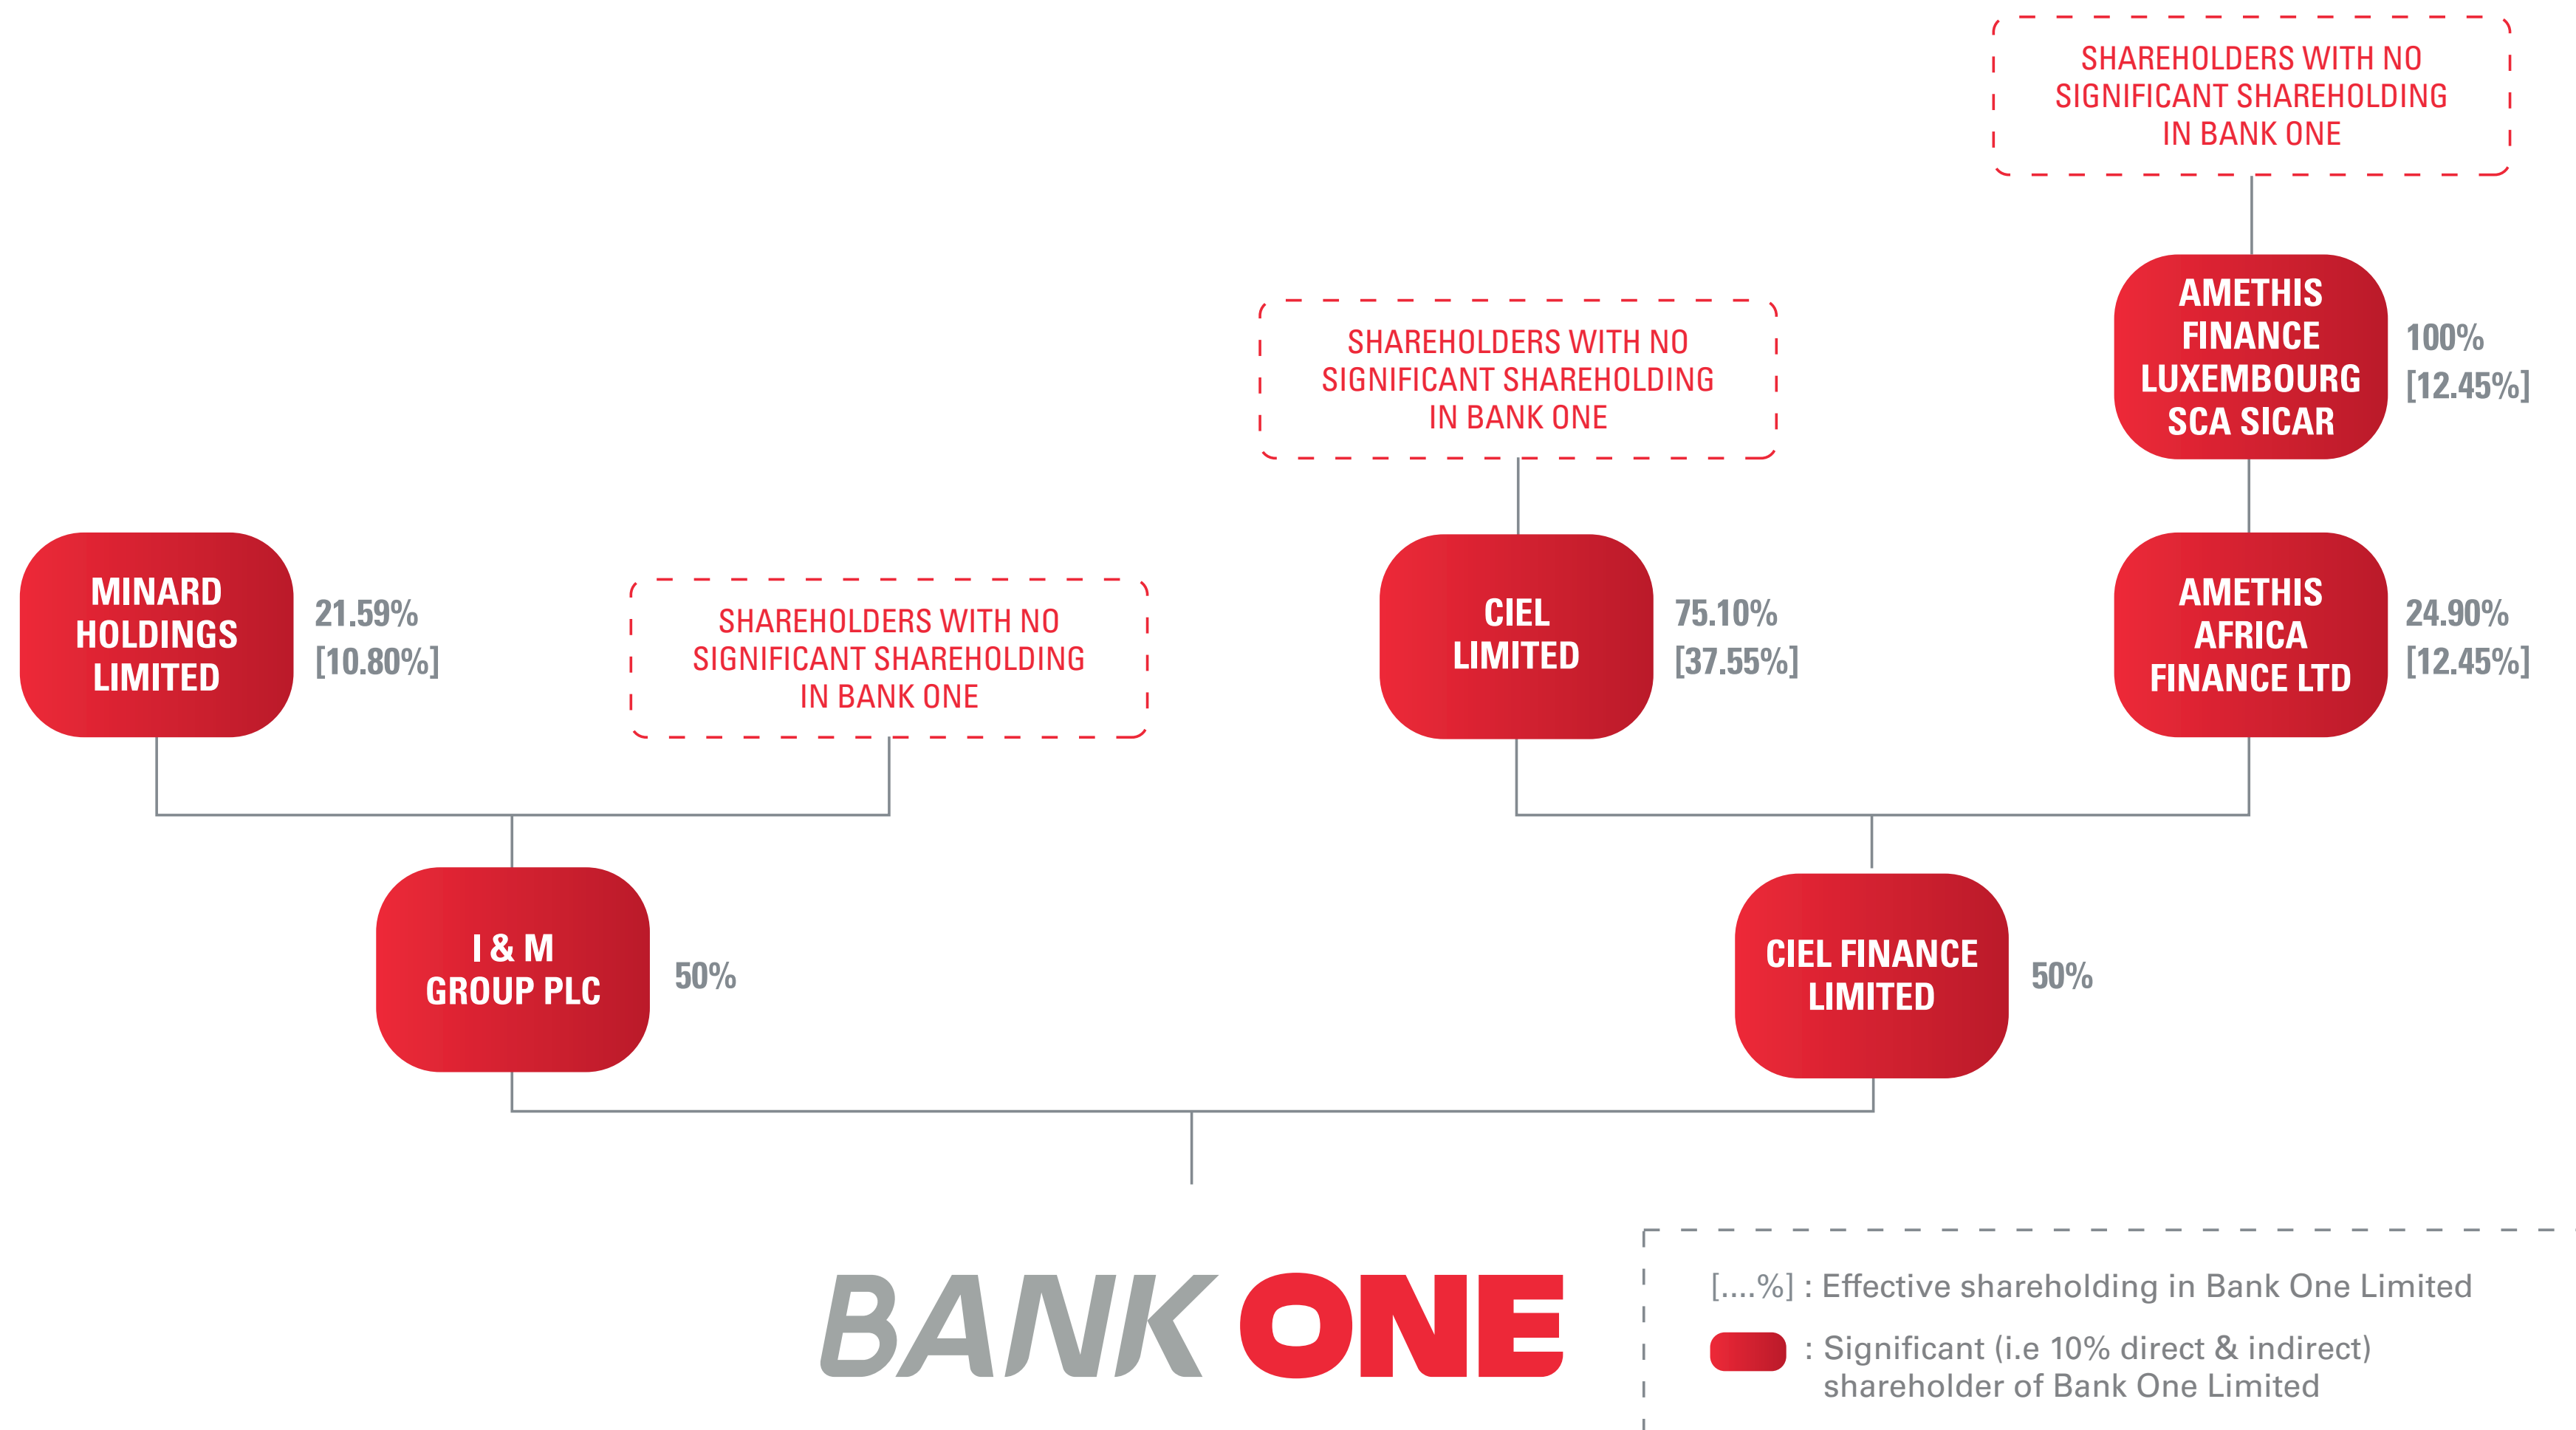 SHAREHOLDERS WITH NO
SIGNIFICANT SHAREHOLDING
IN BANK ONE
AMETHIS
FINANCE
LUXEMBOURG
SCA SICAR
100%
[12.45%]
SHAREHOLDERS WITH NO
SIGNIFICANT SHAREHOLDING
IN BANK ONE
MINARD
HOLDINGS
LIMITED
21.59%
[10.80%]
SHAREHOLDERS WITH NO
SIGNIFICANT SHAREHOLDING
IN BANK ONE
CIEL
LIMITED
75.10%
[37.55%]
AMETHIS
AFRICA
FINANCE LTD
24.90%
[12.45%]
I & M
GROUP PLC
50%
CIEL FINANCE
LIMITED
50%
BANK ONE
[....%] : Effective shareholding in Bank One Limited
: Significant (i.e 10% direct & indirect)
shareholder of Bank One Limited